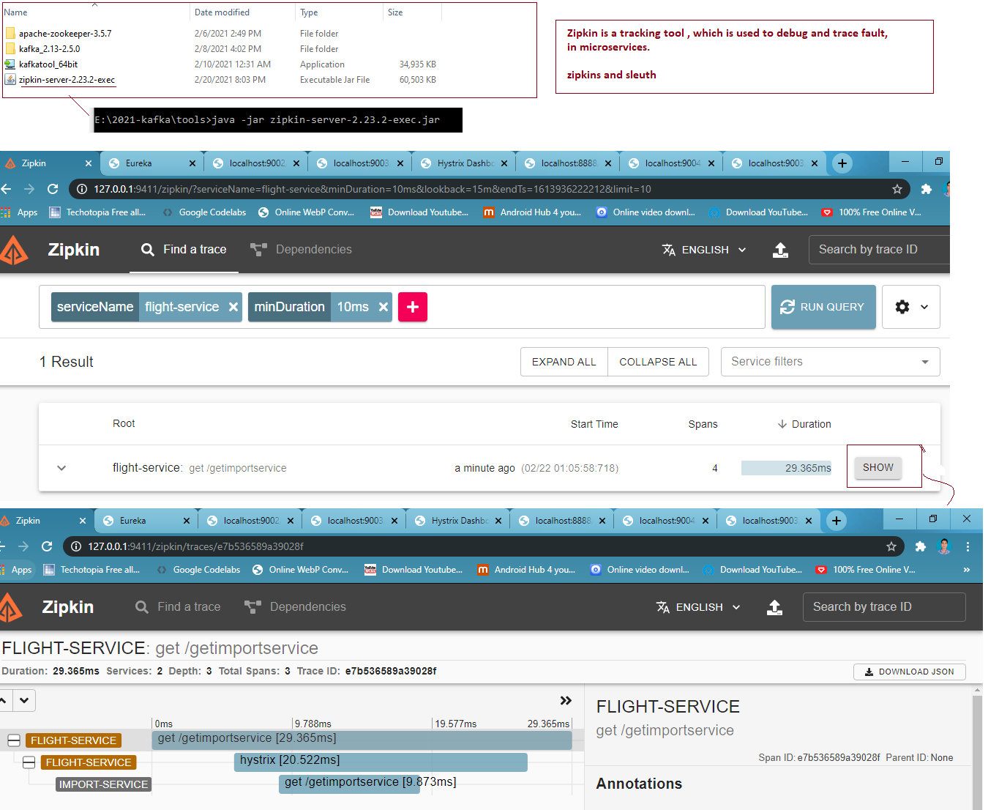 Name Date modified Type Size
apache-zookeeper-3.5.7 2/6/2021 2:49 PM File folder
kafka_2.13-2.5.0 2/8/2021 4:02 PM File folder
kafkatool_64bit 2/10/2021 12:31 AM Application 34,935 KB
zipkin-server-2.23.2-exec 2/20/2021 8:03 PM Executable Jar File 60,503 KB
Zipkin is a tracking tool , which is used to debug and trace fault,
in microservices.
zipkins and sleuth
E:\2021-kafka\tools>java -jar zipkin-server-2.23.2-exec.jar
Zipkin Eureka localhost:9002 localhost:9003 Hystrix Dashbo localhost:8888 localhost:9004 localhost:9003
127.0.0.1:9411/zipkin/?serviceName=flight-service&minDuration=10ms&lookback=15m&endTs=1613936222212&limit=10
Apps Techotopia Free all... Google Codelabs Online WebP Conv... Download Youtube... Android Hub 4 you... Online video downl... Download YouTube... 100% Free Online V...
Zipkin Find a trace Dependencies ENGLISH Search by trace ID
serviceName flight-service minDuration 10ms RUN QUERY
1 Result EXPAND ALL COLLAPSE ALL Service filters
Root Start Time Spans Duration
flight-service: get /getimportservice a minute ago (02/22 01:05:58:718) 4 29.365ms SHOW
Zipkin Eureka localhost:9002 localhost:9003 Hystrix Dashbo localhost:8888 localhost:9004 localhost:9003
127.0.0.1:9411/zipkin/traces/e7b536589a39028f
Apps Techotopia Free all... Google Codelabs Online WebP Conv... Download Youtube... Android Hub 4 you... Online video downl... Download YouTube... 100% Free Online V... »
Zipkin Find a trace Dependencies ENGLISH Search by trace ID
FLIGHT-SERVICE: get /getimportservice
Duration: 29.365ms Services: 2 Depth: 3 Total Spans: 3 Trace ID: e7b536589a39028f DOWNLOAD JSON
0ms 9.788ms 19.577ms 29.365ms
FLIGHT-SERVICE get /getimportservice [29.365ms]
FLIGHT-SERVICE hystrix [20.522ms]
IMPORT-SERVICE get /getimportservice [9.873ms]
FLIGHT-SERVICE
get /getimportservice
Span ID: e7b536589a39028f Parent ID: None
Annotations